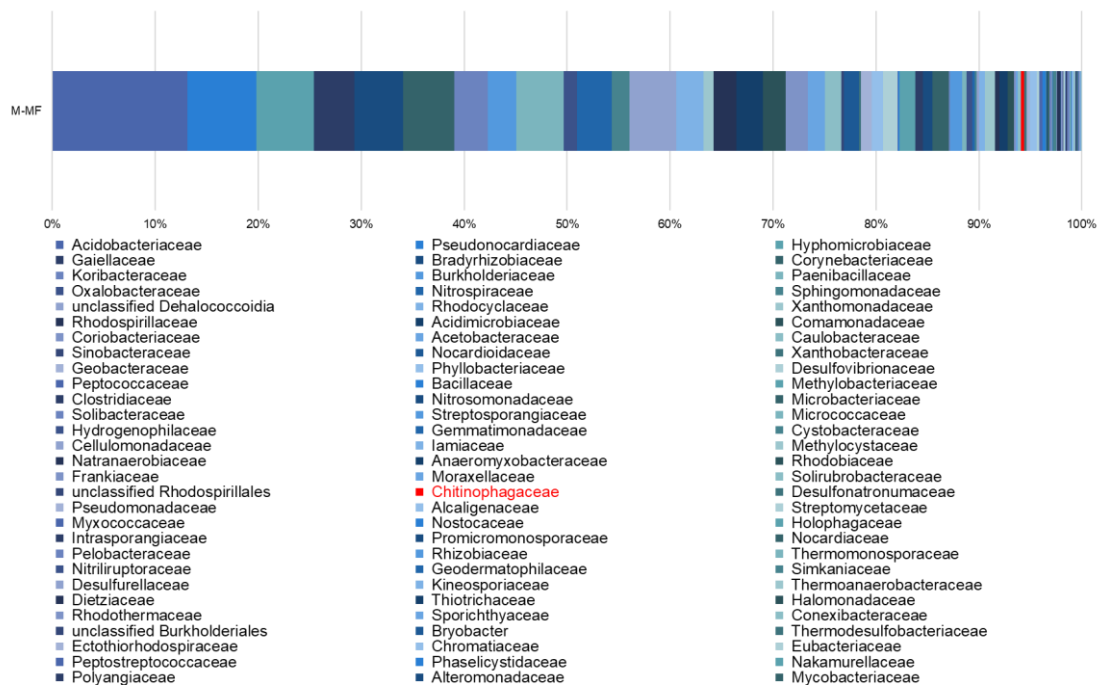 M-MF
0% 10% 20% 30% 40% 50% 60% 70% 80% 90% 100%
Acidobacteriaceae Pseudonocardiaceae Hyphomicrobiaceae
Gaiellaceae Bradyrhizobiaceae Corynebacteriaceae
Koribacteraceae Burkholderiaceae Paenibacillaceae
Oxalobacteraceae Nitrospiraceae Sphingomonadaceae
unclassified Dehalococcoidia Rhodocyclaceae Xanthomonadaceae
Rhodospirillaceae Acidimicrobiaceae Comamonadaceae
Coriobacteriaceae Acetobacteraceae Caulobacteraceae
Sinobacteraceae Nocardioidaceae Xanthobacteraceae
Geobacteraceae Phyllobacteriaceae Desulfovibrionaceae
Peptococcaceae Bacillaceae Methylobacteriaceae
Clostridiaceae Nitrosomonadaceae Microbacteriaceae
Solibacteraceae Streptosporangiaceae Micrococcaceae
Hydrogenophilaceae Gemmatimonadaceae Cystobacteraceae
Cellulomonadaceae Iamiaceae Methylocystaceae
Natranaerobiaceae Anaeromyxobacteraceae Rhodobiaceae
Frankiaceae Moraxellaceae Solirubrobacteraceae
unclassified Rhodospirillales Chitinophagaceae Desulfonatronumaceae
Pseudomonadaceae Alcaligenaceae Streptomycetaceae
Myxococcaceae Nostocaceae Holophagaceae
Intrasporangiaceae Promicromonosporaceae Nocardiaceae
Pelobacteraceae Rhizobiaceae Thermomonosporaceae
Nitriliruptoraceae Geodermatophilaceae Simkaniaceae
Desulfurellaceae Kineosporiaceae Thermoanaerobacteraceae
Dietziaceae Thiotrichaceae Halomonadaceae
Rhodothermaceae Sporichthyaceae Conexibacteraceae
unclassified Burkholderiales Bryobacter Thermodesulfobacteriaceae
Ectothiorhodospiraceae Chromatiaceae Eubacteriaceae
Peptostreptococcaceae Phaselicystidaceae Nakamurellaceae
Polyangiaceae Alteromonadaceae Mycobacteriaceae